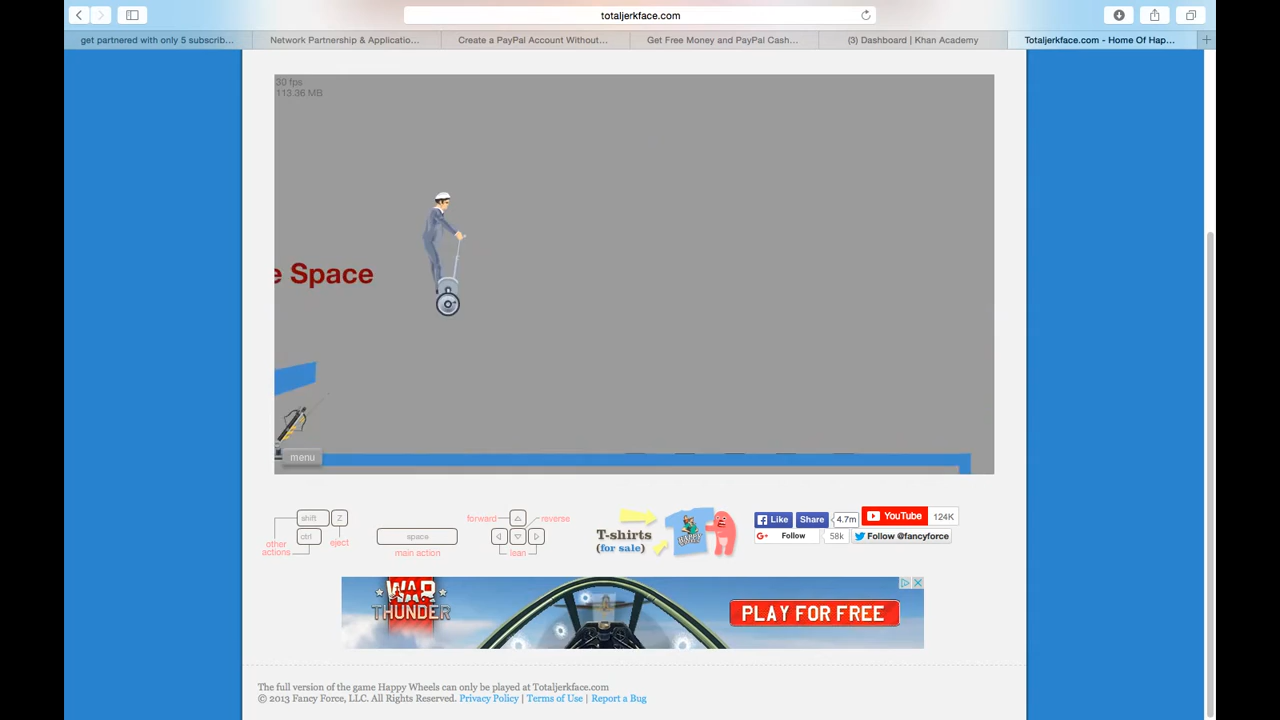 totaljerkface.com
get partnered with only 5 subscrib...
Network Partnership & Applicatio...
Create a PayPal Account Without...
Get Free Money and PayPal Cash...
(3) Dashboard | Khan Academy
Totaljerkface.com - Home Of Hap...
30 fps
113.36 MB
e Space
menu
shift
Z
ctrl
other
actions
eject
space
main action
forward
reverse
lean
T-shirts
(for sale)
HAPPY
Like
Share
4.7m
YouTube
124K
G+ Follow
58k
Follow @fancyforce
WAR
THUNDER
PLAY FOR FREE
The full version of the game Happy Wheels can only be played at Totaljerkface.com
© 2013 Fancy Force, LLC. All Rights Reserved. Privacy Policy | Terms of Use | Report a Bug